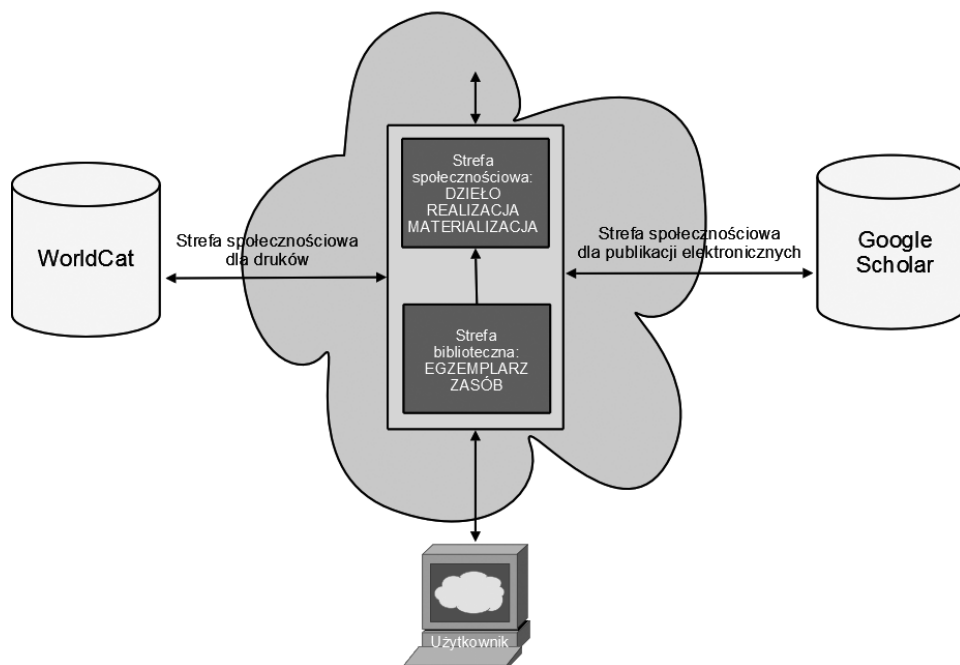 Strefa
społecznościowa:
DZIEŁO
REALIZACJA
MATERIALIZACJA
WorldCat
Strefa społecznościowa
dla druków
Strefa społecznościowa
dla publikacji elektronicznych
Google
Scholar
Strefa
biblioteczna:
EGZEMPLARZ
ZASÓB
Użytkownik